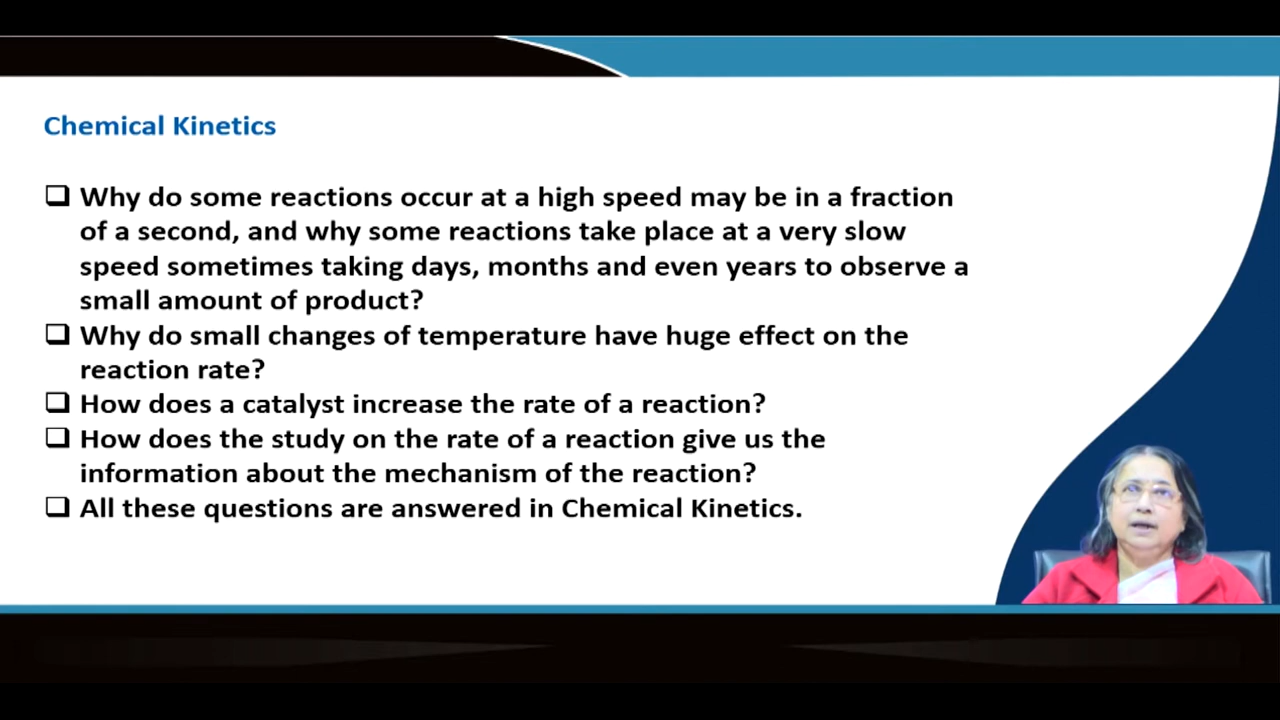 Chemical Kinetics
❑ Why do some reactions occur at a high speed may be in a fraction
of a second, and why some reactions take place at a very slow
speed sometimes taking days, months and even years to observe a
small amount of product?
❑ Why do small changes of temperature have huge effect on the
reaction rate?
❑ How does a catalyst increase the rate of a reaction?
❑ How does the study on the rate of a reaction give us the
information about the mechanism of the reaction?
❑ All these questions are answered in Chemical Kinetics.